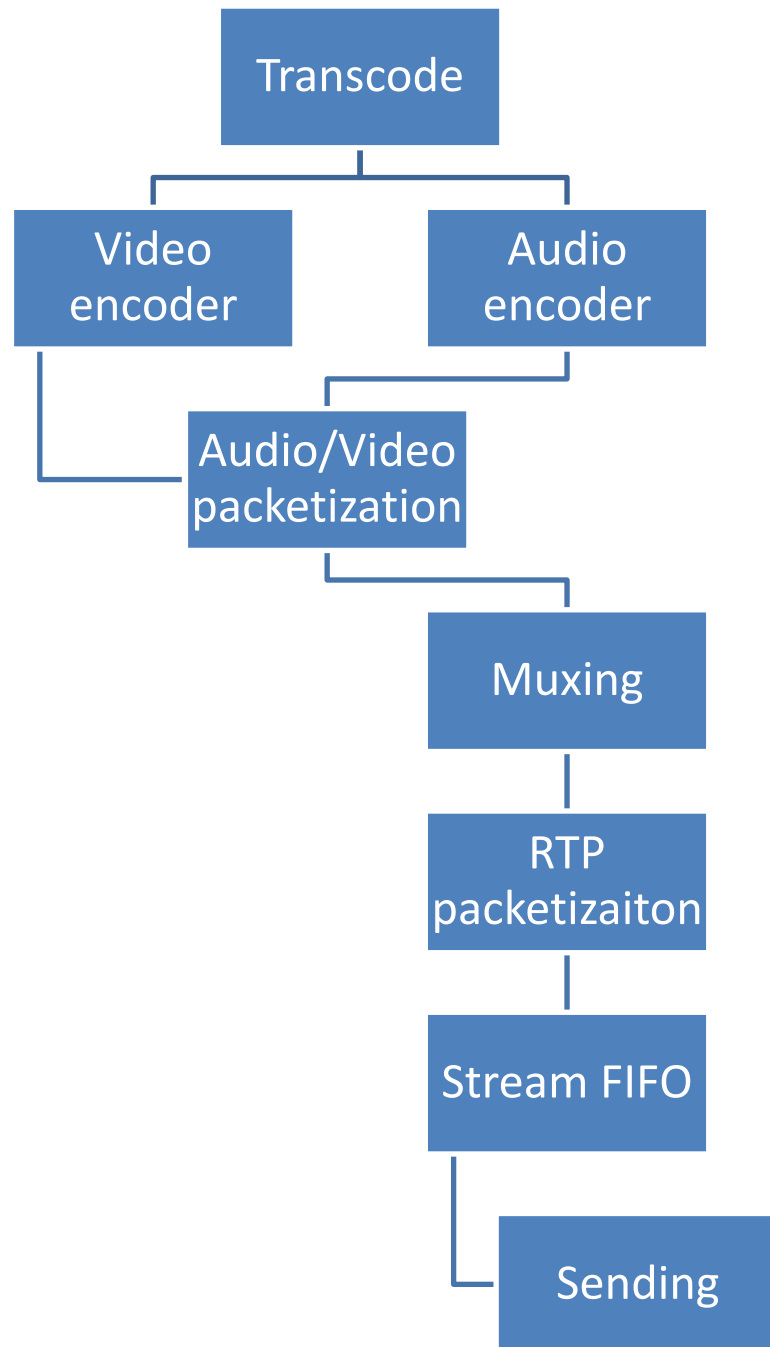 Transcode
Video
encoder
Audio
encoder
Audio/Video
packetization
Muxing
RTP
packetizaiton
Stream FIFO
Sending